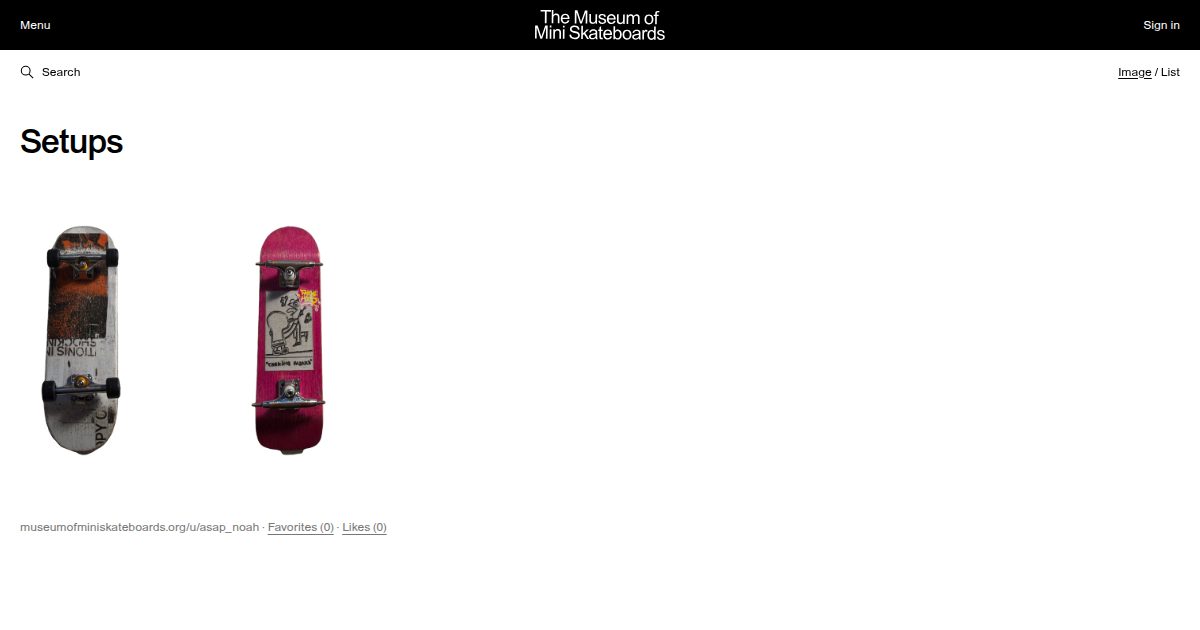 Menu
The Museum of
Mini Skateboards
Sign in
Search
Image / List
Setups
museumofminiskateboards.org/u/asap_noah · Favorites (0) · Likes (0)